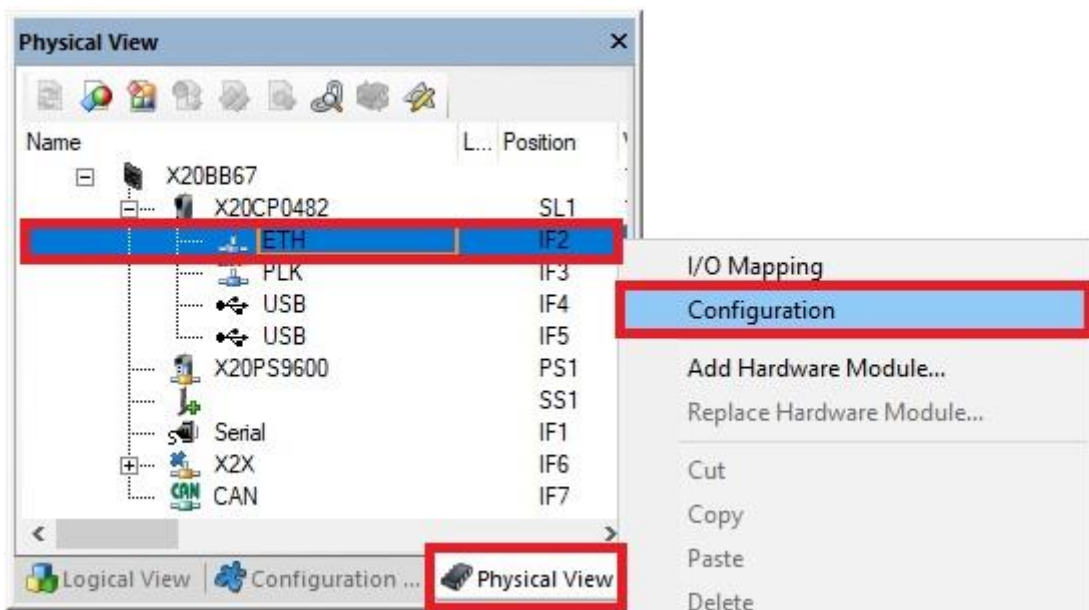 Physical View
Name L... Position
X20BB67
X20CP0482 SL1
ETH IF2
PLK IF3
USB IF4
USB IF5
X20PS9600 PS1
SS1
Serial IF1
X2X IF6
CAN IF7
Logical View Configuration ... Physical View
I/O Mapping
Configuration
Add Hardware Module...
Replace Hardware Module...
Cut
Copy
Paste
Delete